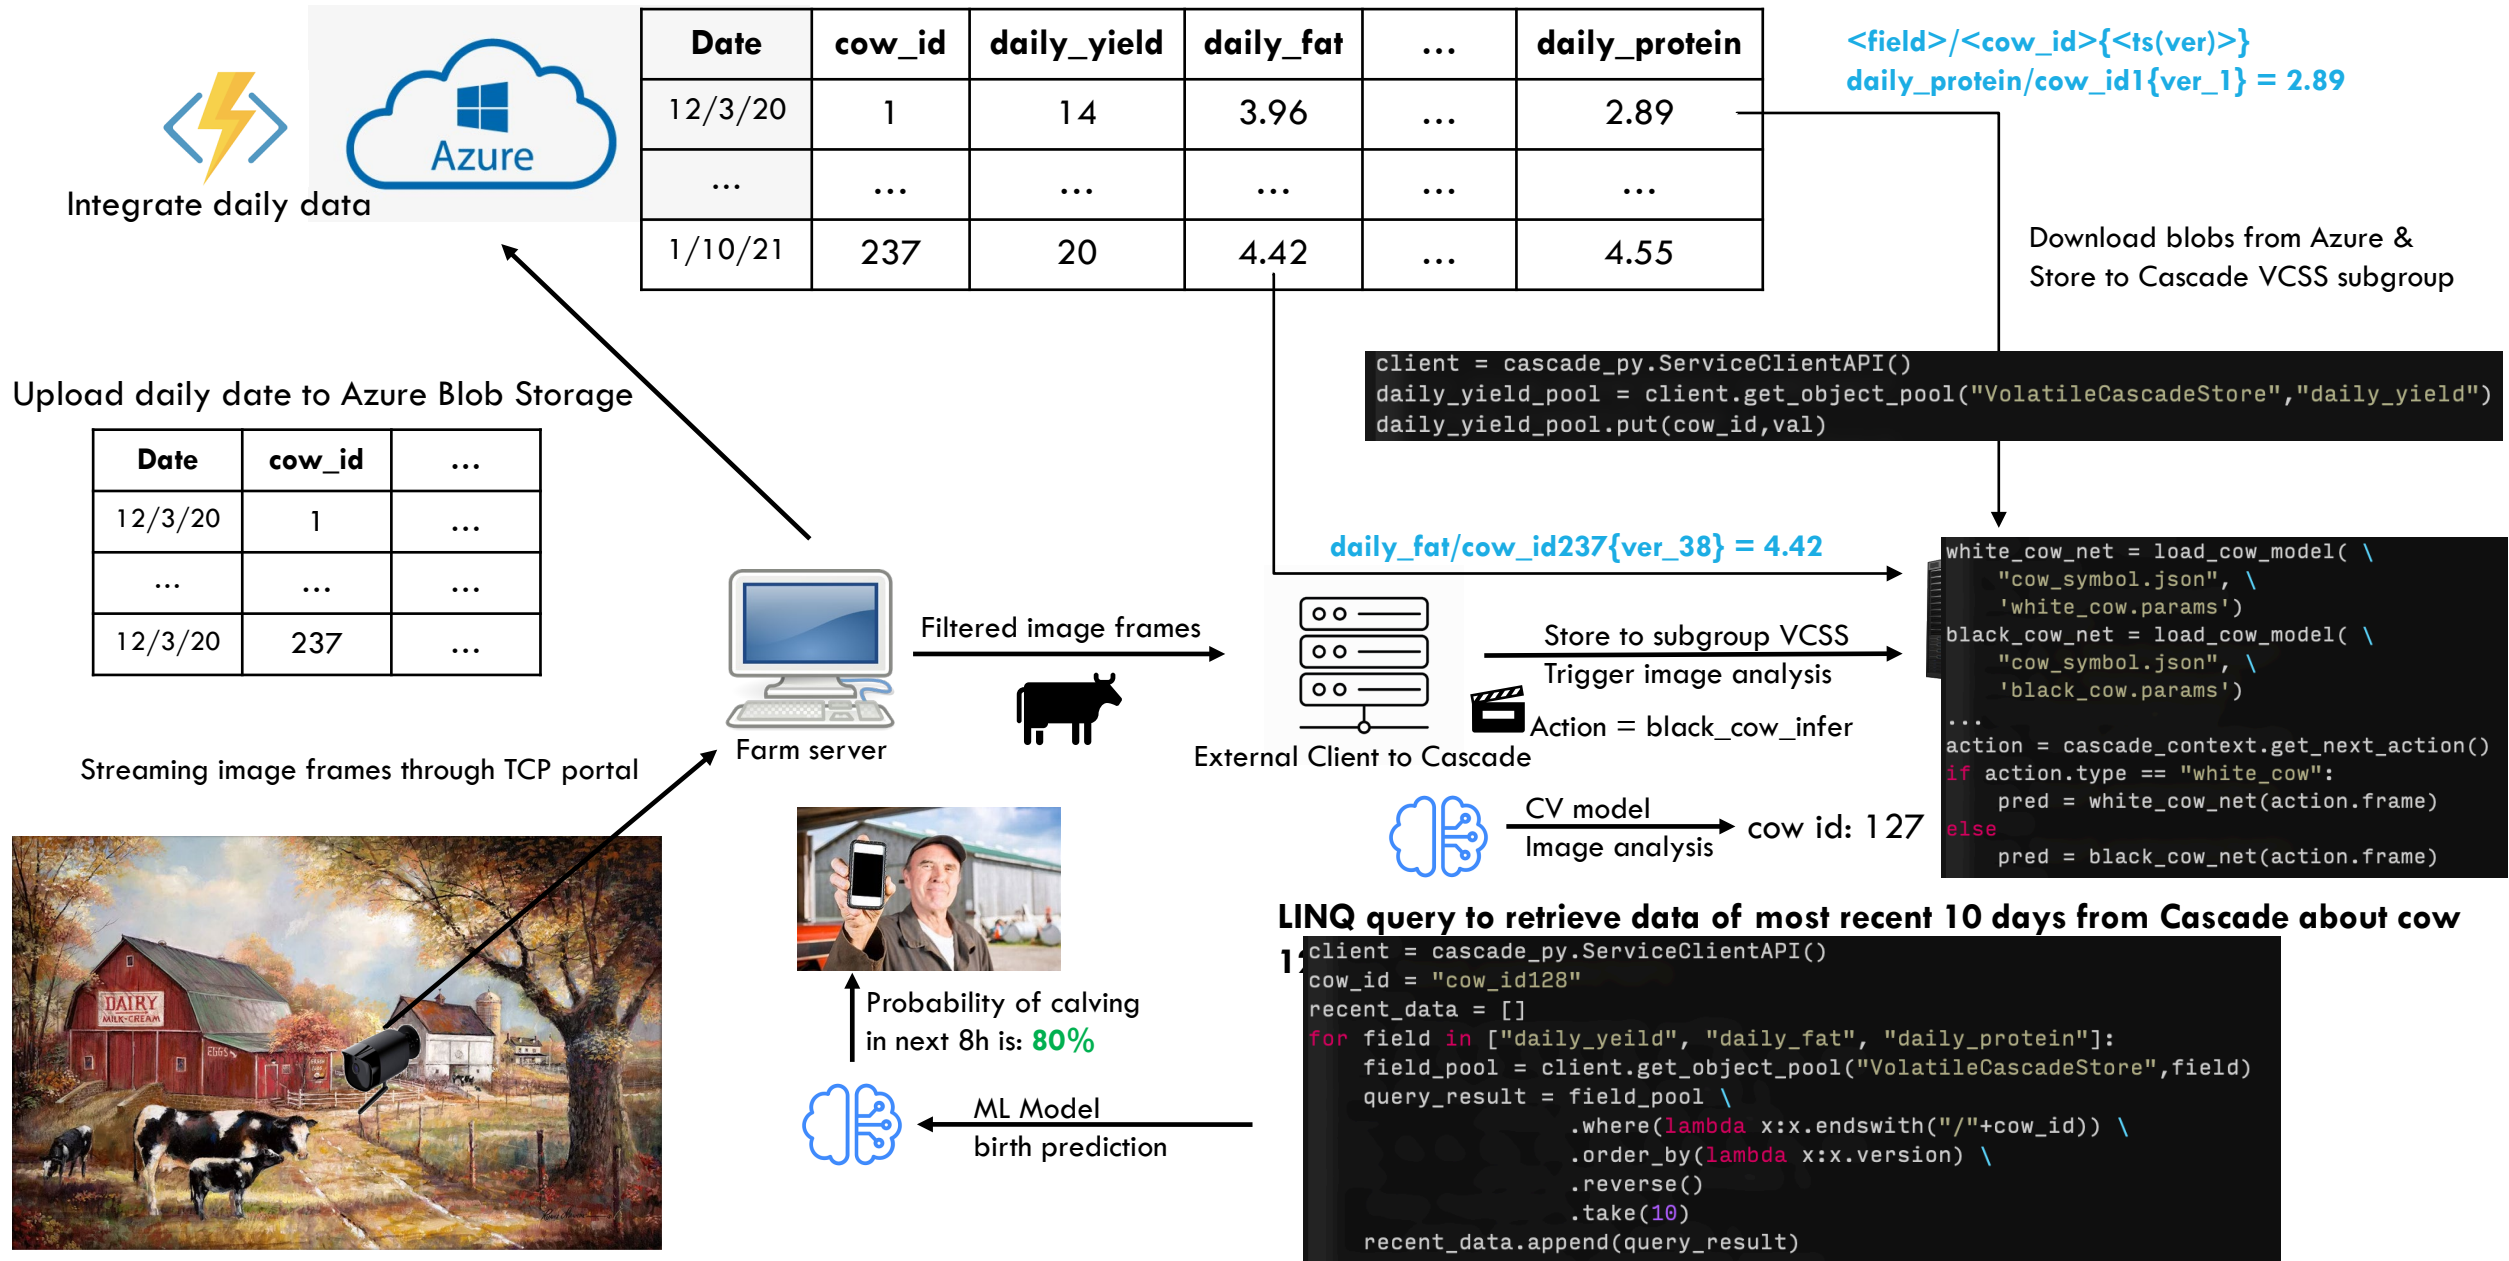 Integrate daily data
Azure
Date cow_id daily_yield daily_fat ... daily_protein
12/3/20 1 14 3.96 ... 2.89
... ... ... ... ... ...
1/10/21 237 20 4.42 ... 4.55
<field>/<cow_id>{<ts(ver)>}
daily_protein/cow_id1{ver_1} = 2.89
Download blobs from Azure &
Store to Cascade VCSS subgroup
client = cascade_py.ServiceClientAPI()
daily_yield_pool = client.get_object_pool("VolatileCascadeStore","daily_yield")
daily_yield_pool.put(cow_id,val)
Upload daily date to Azure Blob Storage
Date cow_id ...
12/3/20 1 ...
... ... ...
12/3/20 237 ...
daily_fat/cow_id237{ver_38} = 4.42
Farm server
Filtered image frames
External Client to Cascade
Store to subgroup VCSS
Trigger image analysis
Action = black_cow_infer
white_cow_net = load_cow_model( \
"cow_symbol.json", \
'white_cow.params')
black_cow_net = load_cow_model( \
"cow_symbol.json", \
'black_cow.params')
...
action = cascade_context.get_next_action()
if action.type == "white_cow":
pred = white_cow_net(action.frame)
else
pred = black_cow_net(action.frame)
CV model
Image analysis
cow id: 127
Streaming image frames through TCP portal
DAIRY
MILK-CREAM
EGGS
LINQ query to retrieve data of most recent 10 days from Cascade about cow
client = cascade_py.ServiceClientAPI()
cow_id = "cow_id128"
recent_data = []
for field in ["daily_yeild", "daily_fat", "daily_protein"]:
field_pool = client.get_object_pool("VolatileCascadeStore",field)
query_result = field_pool \
.where(lambda x:x.endswith("/"+cow_id)) \
.order_by(lambda x:x.version) \
.reverse()
.take(10)
recent_data.append(query_result)
ML Model
birth prediction
Probability of calving
in next 8h is: 80%